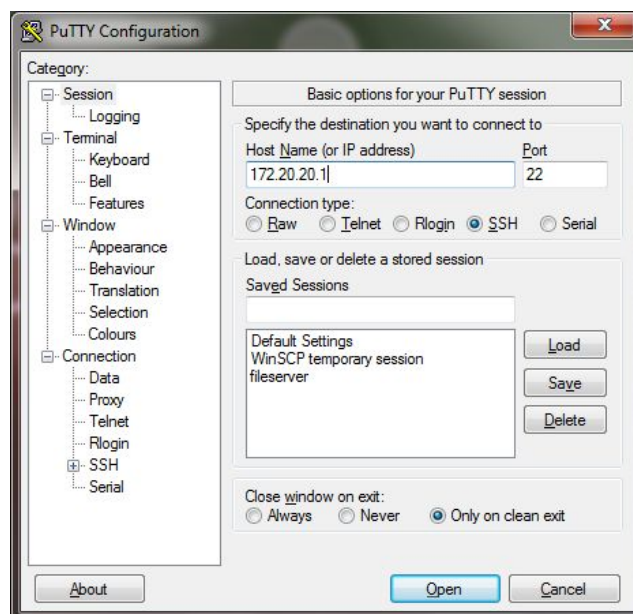 PuTTY Configuration
Category:
Session
Logging
Terminal
Keyboard
Bell
Features
Window
Appearance
Behaviour
Translation
Selection
Colours
Connection
Data
Proxy
Telnet
Rlogin
SSH
Serial
Basic options for your PuTTY session
Specify the destination you want to connect to
Host Name (or IP address) Port
172.20.20.1 22
Connection type:
Raw Telnet Rlogin SSH Serial
Load, save or delete a stored session
Saved Sessions
Default Settings
WinSCP temporary session
fileserver
Load
Save
Delete
Close window on exit:
Always Never Only on clean exit
About Open Cancel